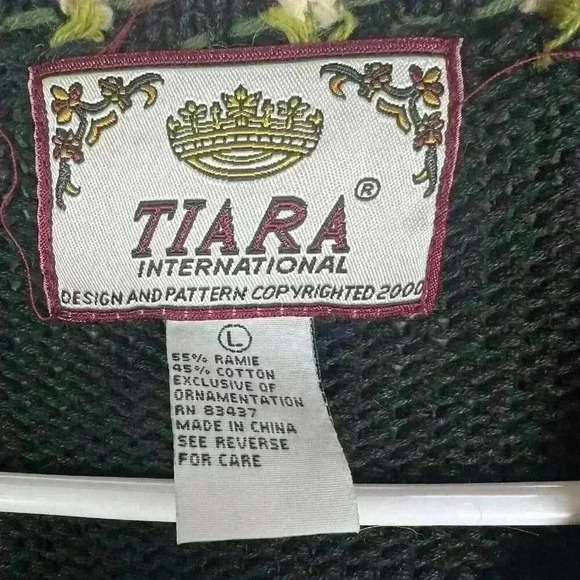 TIARA®
INTERNATIONAL
DESIGN AND PATTERN COPYRIGHTED 2000
L
55% RAMIE
45% COTTON
EXCLUSIVE OF
ORNAMENTATION
RN 83437
MADE IN CHINA
SEE REVERSE
FOR CARE